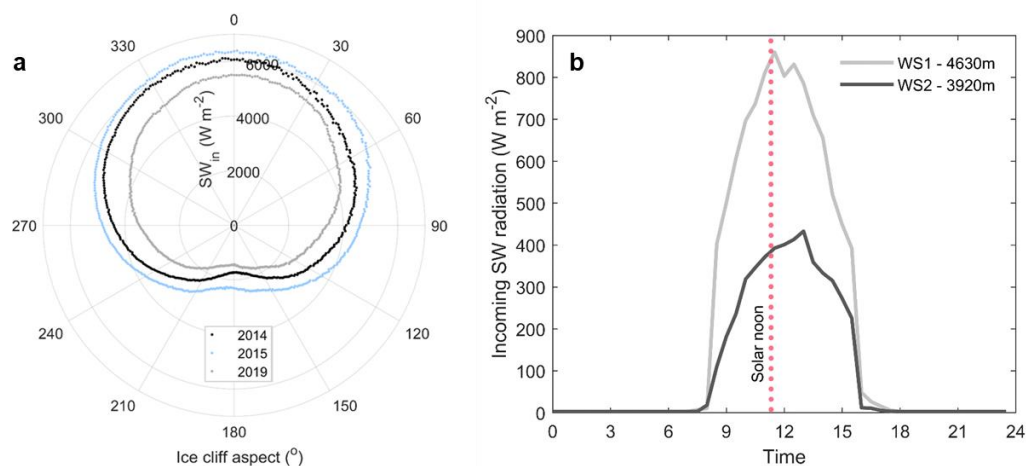 a
0
30
60
90
120
150
180
210
240
270
300
330
6000
4000
2000
0
SW_in (W m^-2)
2014
2015
2019
Ice cliff aspect (°)
b
900
800
700
600
500
400
300
200
100
0
Incoming SW radiation (W m^-2)
WS1 - 4630m
WS2 - 3920m
Solar noon
0 3 6 9 12 15 18 21 24
Time